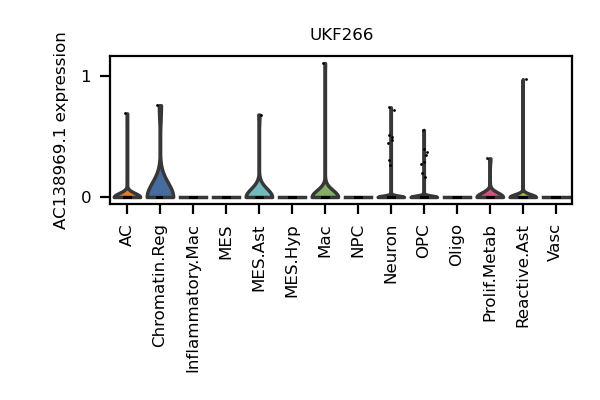 UKF266
AC138969.1 expression
1
0
AC
Chromatin.Reg
Inflammatory.Mac
MES
MES.Ast
MES.Hyp
Mac
NPC
Neuron
OPC
Oligo
Prolif.Metab
Reactive.Ast
Vasc